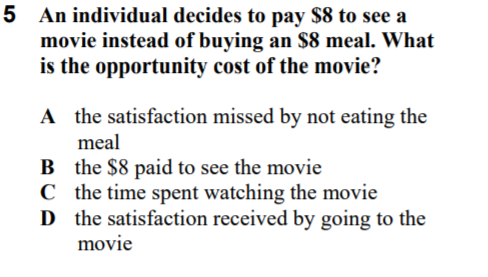 5 An individual decides to pay $8 to see a
movie instead of buying an $8 meal. What
is the opportunity cost of the movie?
A the satisfaction missed by not eating the
meal
B the $8 paid to see the movie
C the time spent watching the movie
D the satisfaction received by going to the
movie